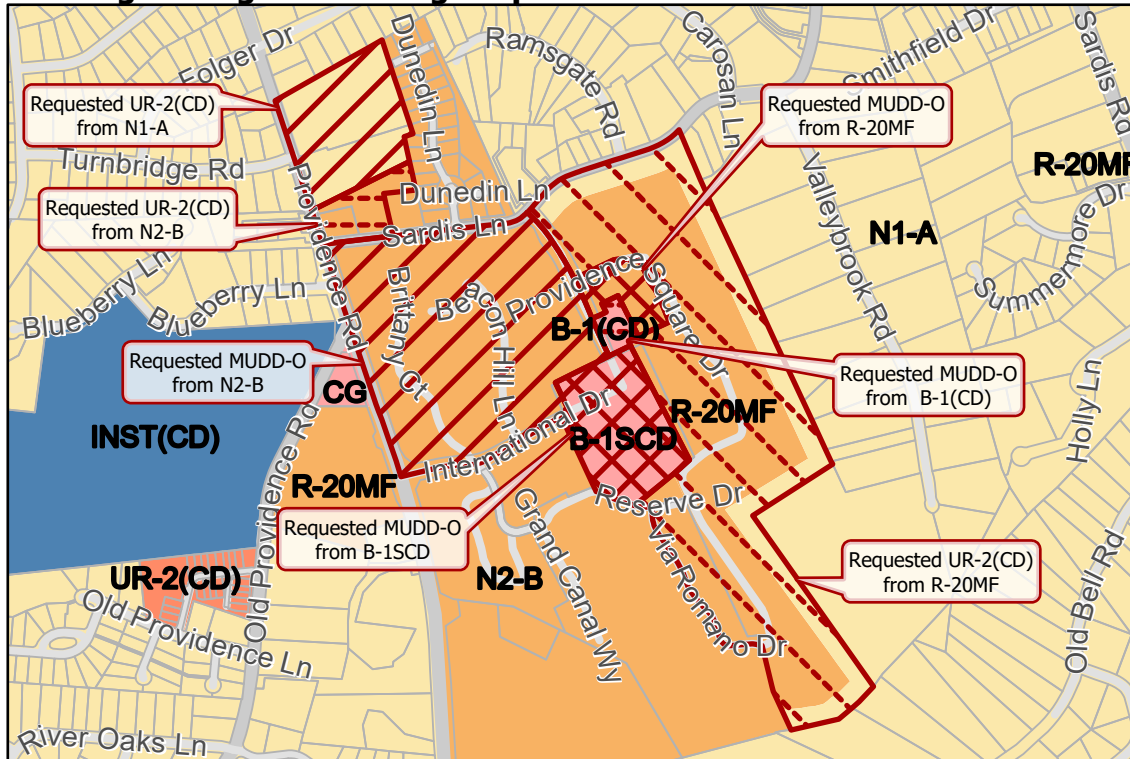 Folger Dr
Dunedin Ln
Ramsgate Rd
Carosan Ln
Smithfield Dr
Sardis Rd
Requested UR-2(CD)
from N1-A
Requested MUDD-O
from R-20MF
Turnbridge Rd
Providence Rd
Valleybrook Rd
R-20MF
Dunedin Ln
Requested UR-2(CD)
from N2-B
Sardis Ln
N1-A
Summermore Dr
Blueberry Ln
Blueberry Ln
Brittany Ct
Beacon Hill Ln
Providence Square Dr
B-1(CD)
Requested MUDD-O
from N2-B
CG
Requested MUDD-O
from B-1(CD)
Holly Ln
INST(CD)
International Dr
B-1SCD
R-20MF
R-20MF
Old Providence Rd
Reserve Dr
Requested MUDD-O
from B-1SCD
Grand Canal Wy
Via Romano Dr
Requested UR-2(CD)
from R-20MF
Old Bell Rd
UR-2(CD)
N2-B
Old Providence Ln
River Oaks Ln